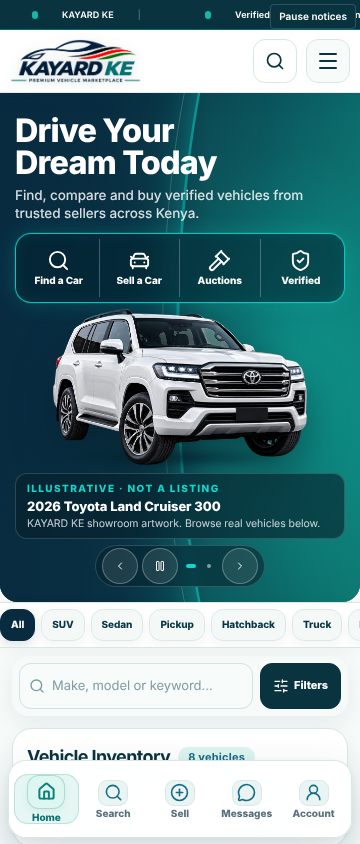 KAYARD KE | Verified Pause notices
KAYARD KE
PREMIUM VEHICLE MARKETPLACE
Drive Your
Dream Today
Find, compare and buy verified vehicles from
trusted sellers across Kenya.
Find a Car Sell a Car Auctions Verified
TOYOTA
ILLUSTRATIVE · NOT A LISTING
2026 Toyota Land Cruiser 300
KAYARD KE showroom artwork. Browse real vehicles below.
All SUV Sedan Pickup Hatchback Truck
Make, model or keyword... Filters
Vehicle Inventory 8 vehicles
Home Search Sell Messages Account